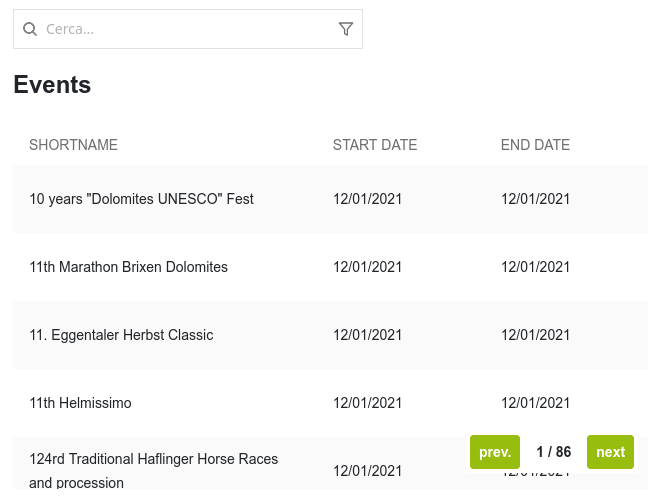 Cerca...
Events
SHORTNAME START DATE END DATE
10 years "Dolomites UNESCO" Fest 12/01/2021 12/01/2021
11th Marathon Brixen Dolomites 12/01/2021 12/01/2021
11. Eggentaler Herbst Classic 12/01/2021 12/01/2021
11th Helmissimo 12/01/2021 12/01/2021
124rd Traditional Haflinger Horse Races
and procession 12/01/2021
prev. 1 / 86 next